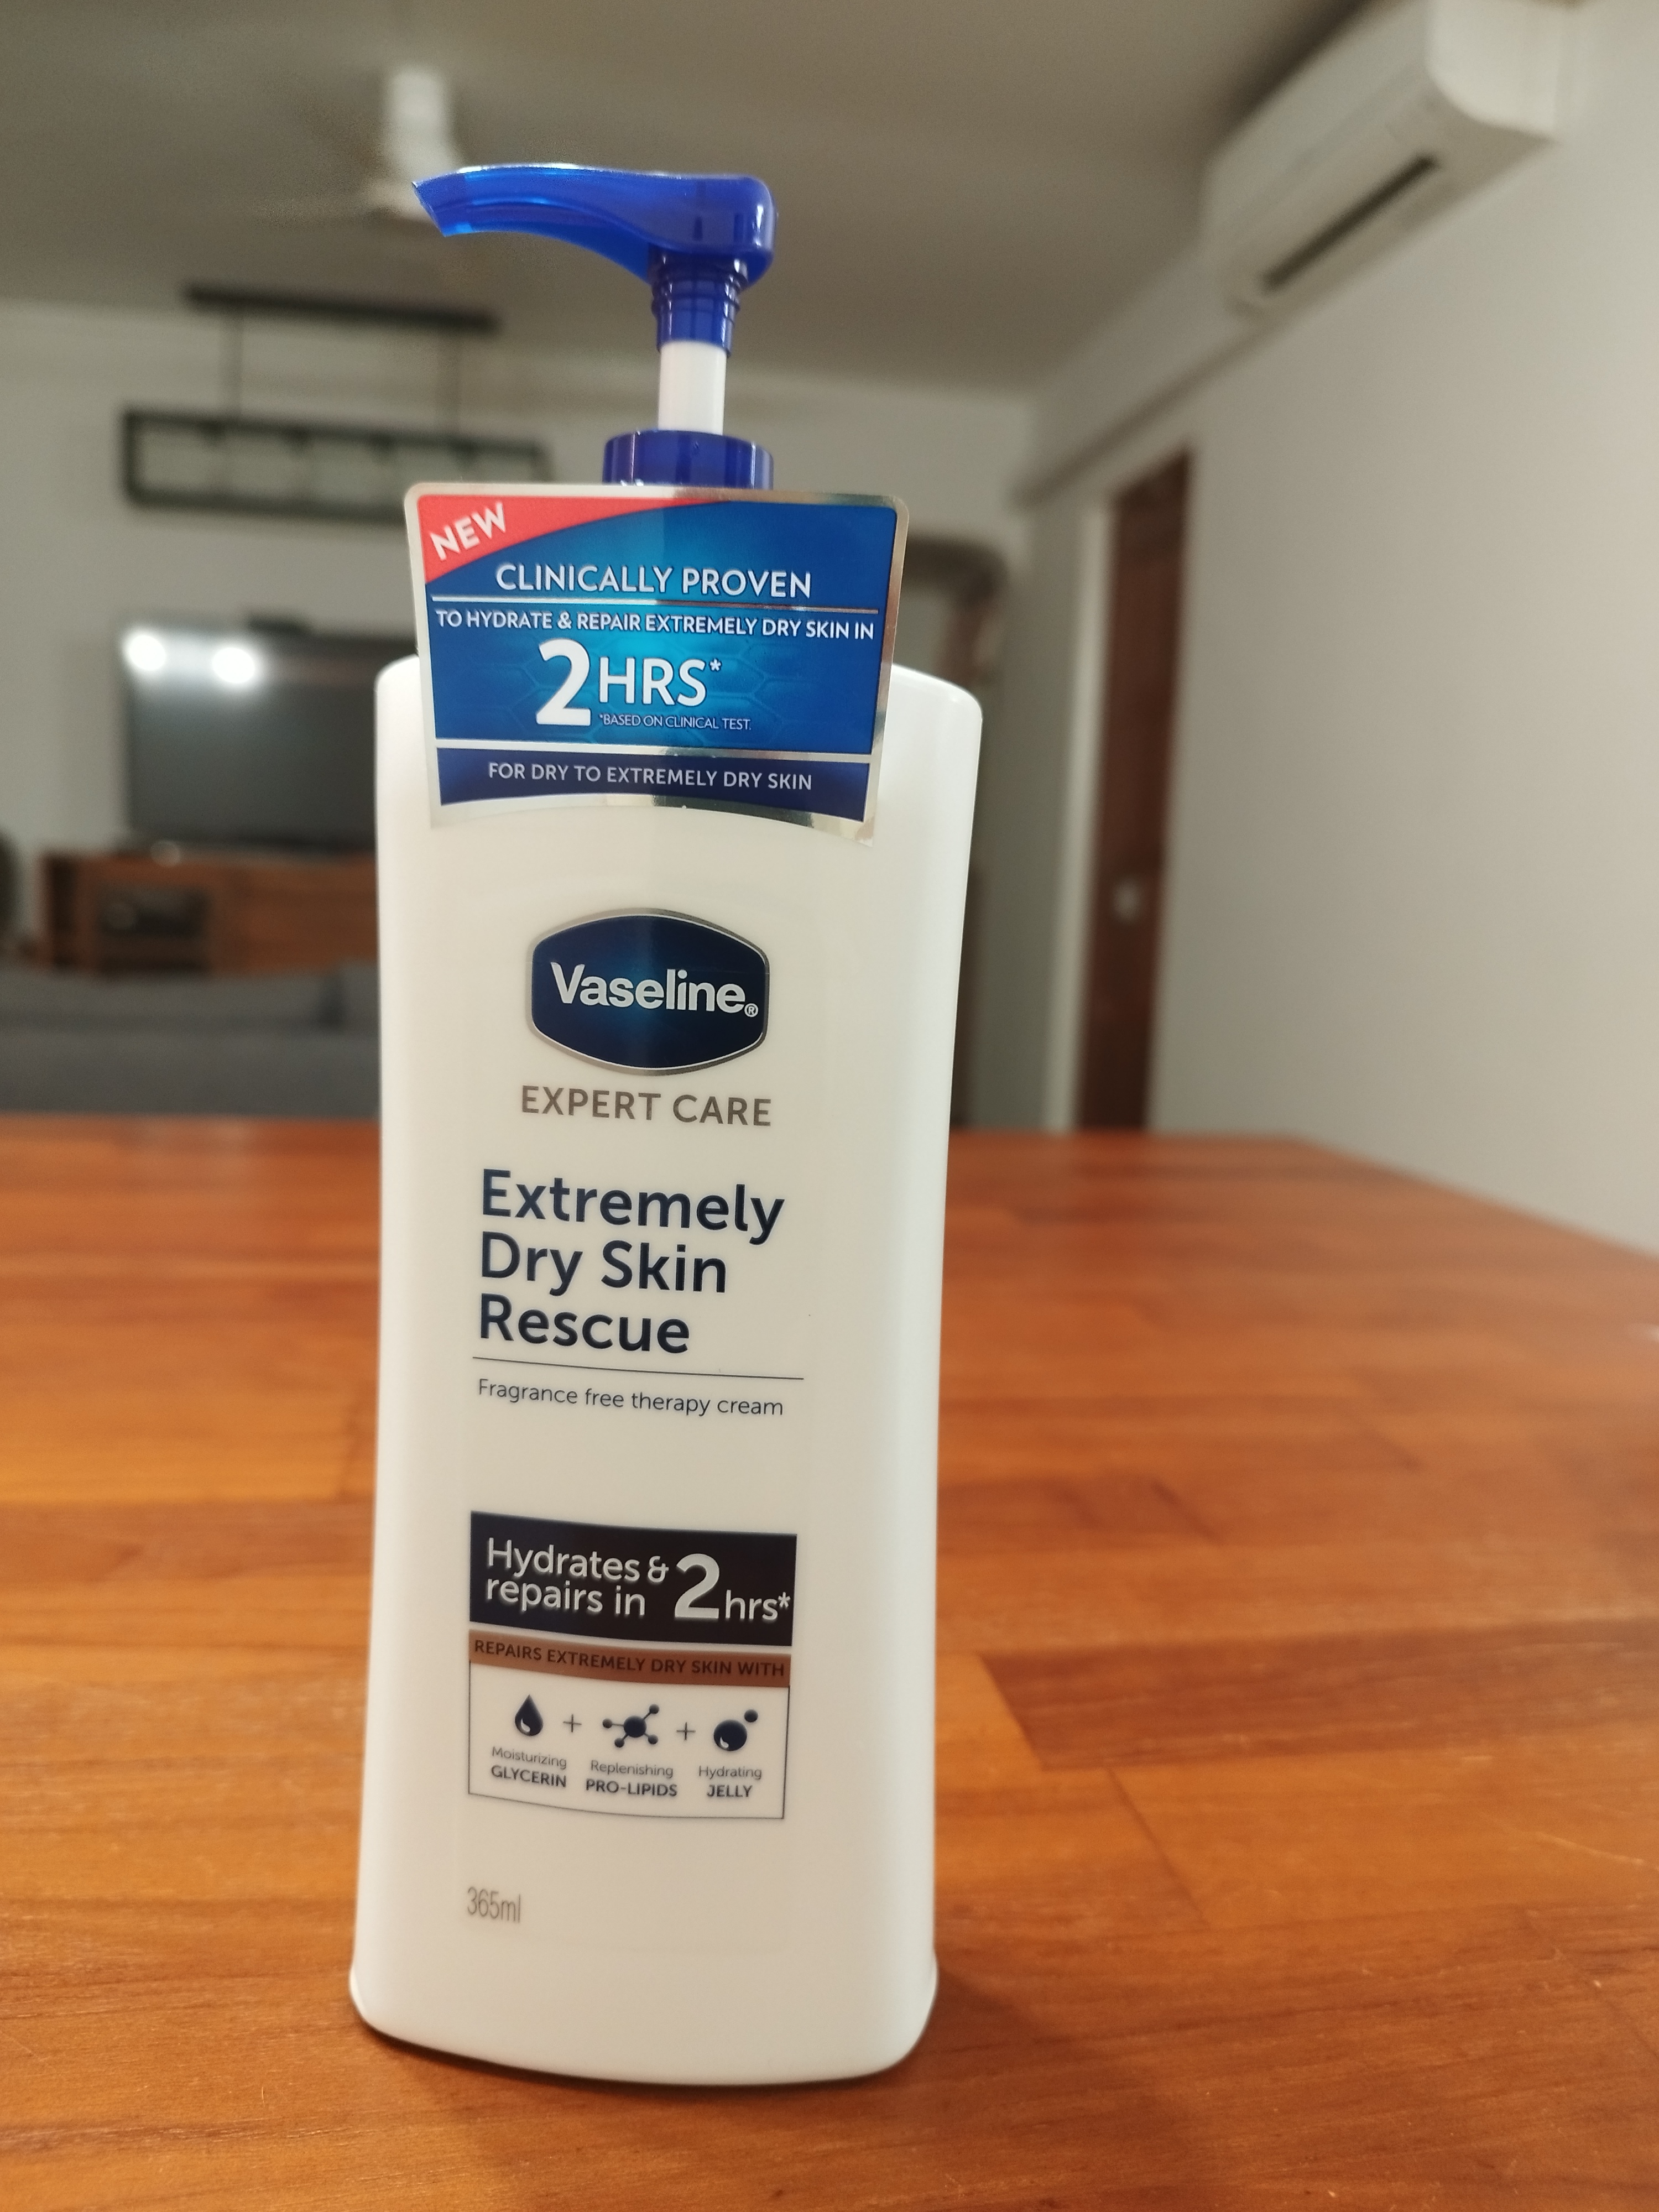 NEW
CLINICALLY PROVEN
TO HYDRATE & REPAIR EXTREMELY DRY SKIN IN
2HRS*
*BASED ON CLINICAL TEST.
FOR DRY TO EXTREMELY DRY SKIN
Vaseline®
EXPERT CARE
Extremely
Dry Skin
Rescue
Fragrance free therapy cream
Hydrates &
repairs in 2hrs*
REPAIRS EXTREMELY DRY SKIN WITH
Moisturizing
GLYCERIN
+
Replenishing
PRO-LIPIDS
+
Hydrating
JELLY
365ml